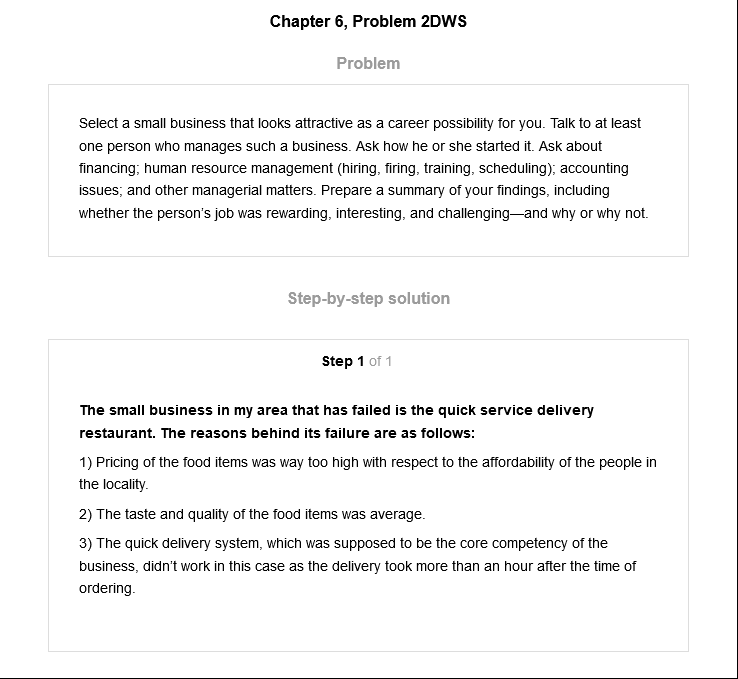 Chapter 6, Problem 2DWS
Problem
Select a small business that looks attractive as a career possibility for you. Talk to at least
one person who manages such a business. Ask how he or she started it. Ask about
financing; human resource management (hiring, firing, training, scheduling); accounting
issues; and other managerial matters. Prepare a summary of your findings, including
whether the person's job was rewarding, interesting, and challenging—and why or why not.
Step-by-step solution
Step 1 of 1
The small business in my area that has failed is the quick service delivery
restaurant. The reasons behind its failure are as follows:
1) Pricing of the food items was way too high with respect to the affordability of the people in
the locality.
2) The taste and quality of the food items was average.
3) The quick delivery system, which was supposed to be the core competency of the
business, didn't work in this case as the delivery took more than an hour after the time of
ordering.